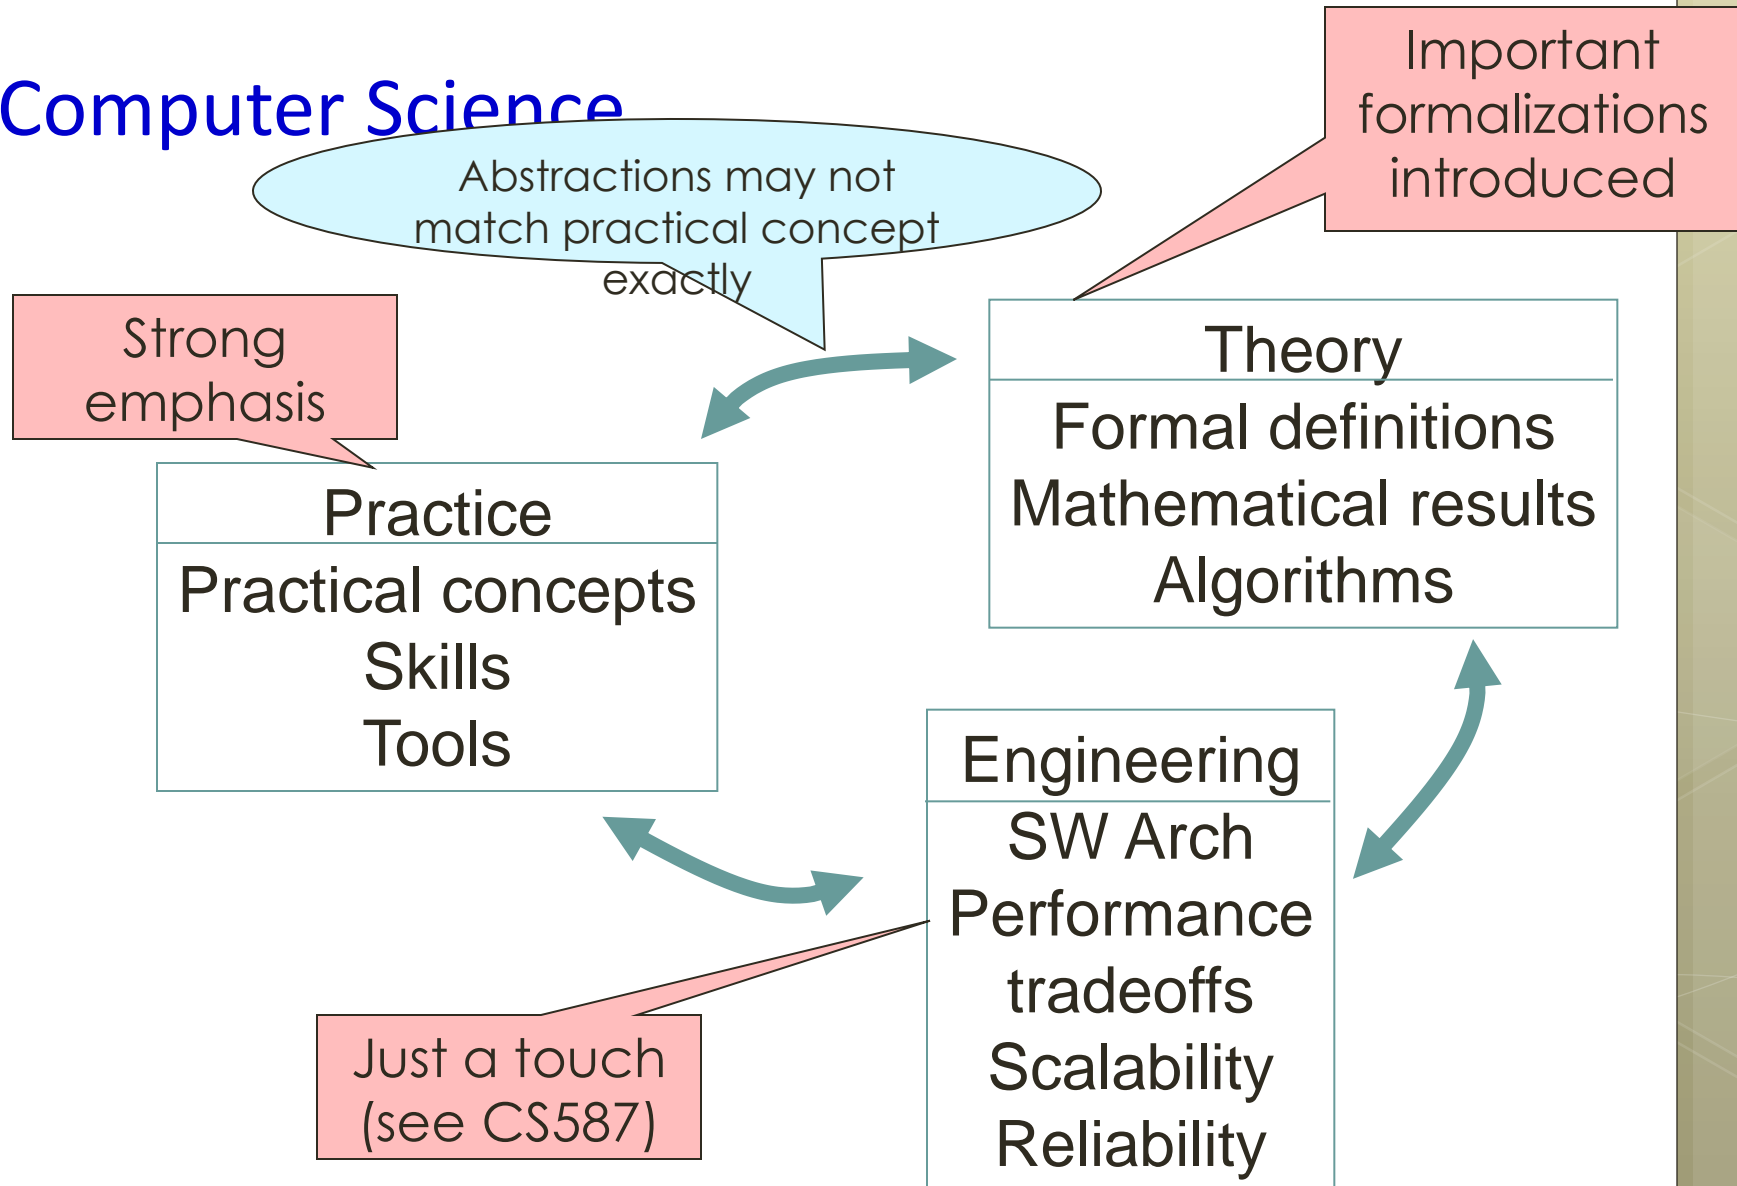 Computer Science
Important
formalizations
introduced
Abstractions may not
match practical concept
exactly
Strong
emphasis
Theory
Formal definitions
Mathematical results
Algorithms
Practice
Practical concepts
Skills
Tools
Engineering
SW Arch
Performance
tradeoffs
Scalability
Reliability
Just a touch
(see CS587)